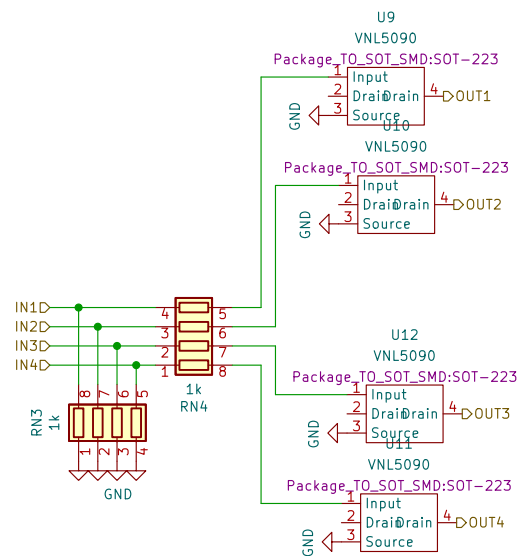 U9
VNL5090
Package_TO_SOT_SMD:SOT-223
1 Input
2 Drain Drain 4 OUT1
3 Source
GND
U10
VNL5090
Package_TO_SOT_SMD:SOT-223
1 Input
2 Drain Drain 4 OUT2
3 Source
GND
IN1 4 5
IN2 3 6
IN3 2 7
IN4 1 8
1k
RN4
U12
VNL5090
Package_TO_SOT_SMD:SOT-223
1 Input
2 Drain Drain 4 OUT3
3 Source
GND
8 7 6 5
RN3
1k
1 2 3 4
GND
U11
VNL5090
Package_TO_SOT_SMD:SOT-223
1 Input
2 Drain Drain 4 OUT4
3 Source
GND